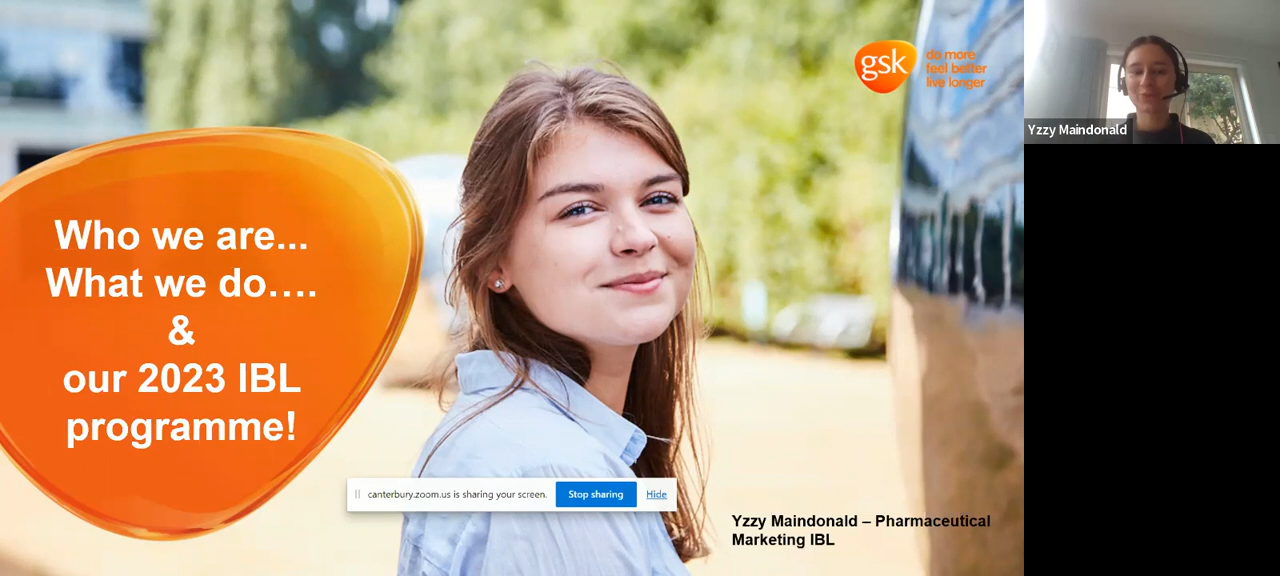 gsk
do more
feel better
live longer
Yzzy Maindonald
Who we are...
What we do....
&
our 2023 IBL
programme!
canterbury.zoom.us is sharing your screen.
Stop sharing
Hide
Yzzy Maindonald – Pharmaceutical
Marketing IBL